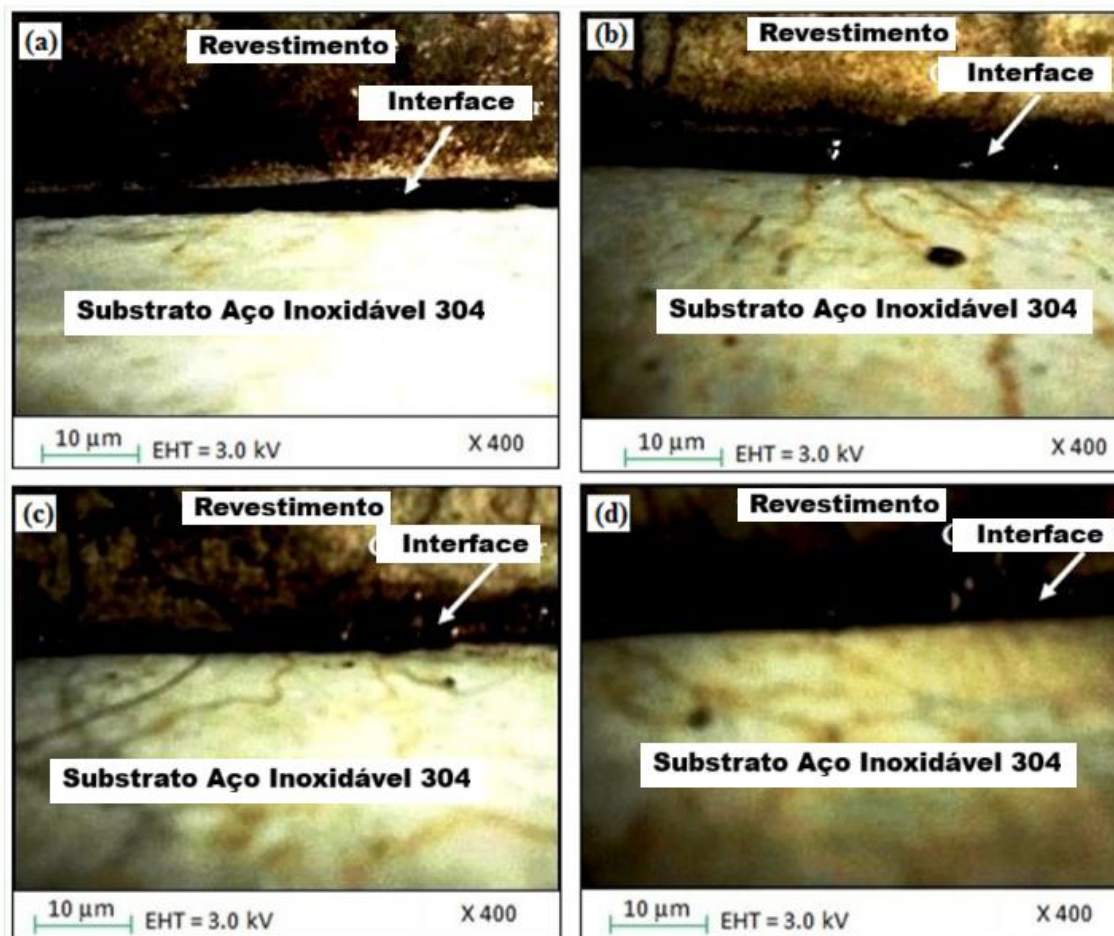 (a)
Revestimento
Interface
Substrato Aço Inoxidável 304
10 µm EHT = 3.0 kV X 400
(b)
Revestimento
Interface
Substrato Aço Inoxidável 304
10 µm EHT = 3.0 kV X 400
(c)
Revestimento
Interface
Substrato Aço Inoxidável 304
10 µm EHT = 3.0 kV X 400
(d)
Revestimento
Interface
Substrato Aço Inoxidável 304
10 µm EHT = 3.0 kV X 400